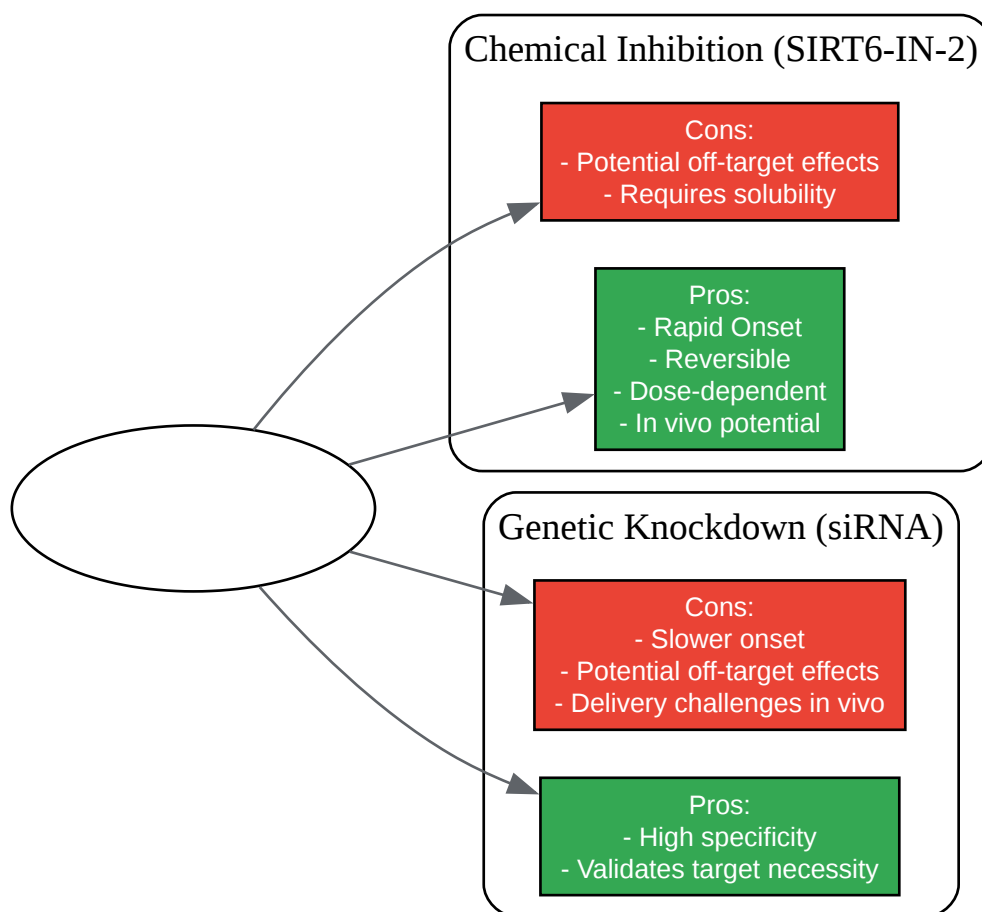 Chemical Inhibition (SIRT6-IN-2)
Cons:
- Potential off-target effects
- Requires solubility
Pros:
- Rapid Onset
- Reversible
- Dose-dependent
- In vivo potential
Genetic Knockdown (siRNA)
Cons:
- Slower onset
- Potential off-target effects
- Delivery challenges in vivo
Pros:
- High specificity
- Validates target necessity